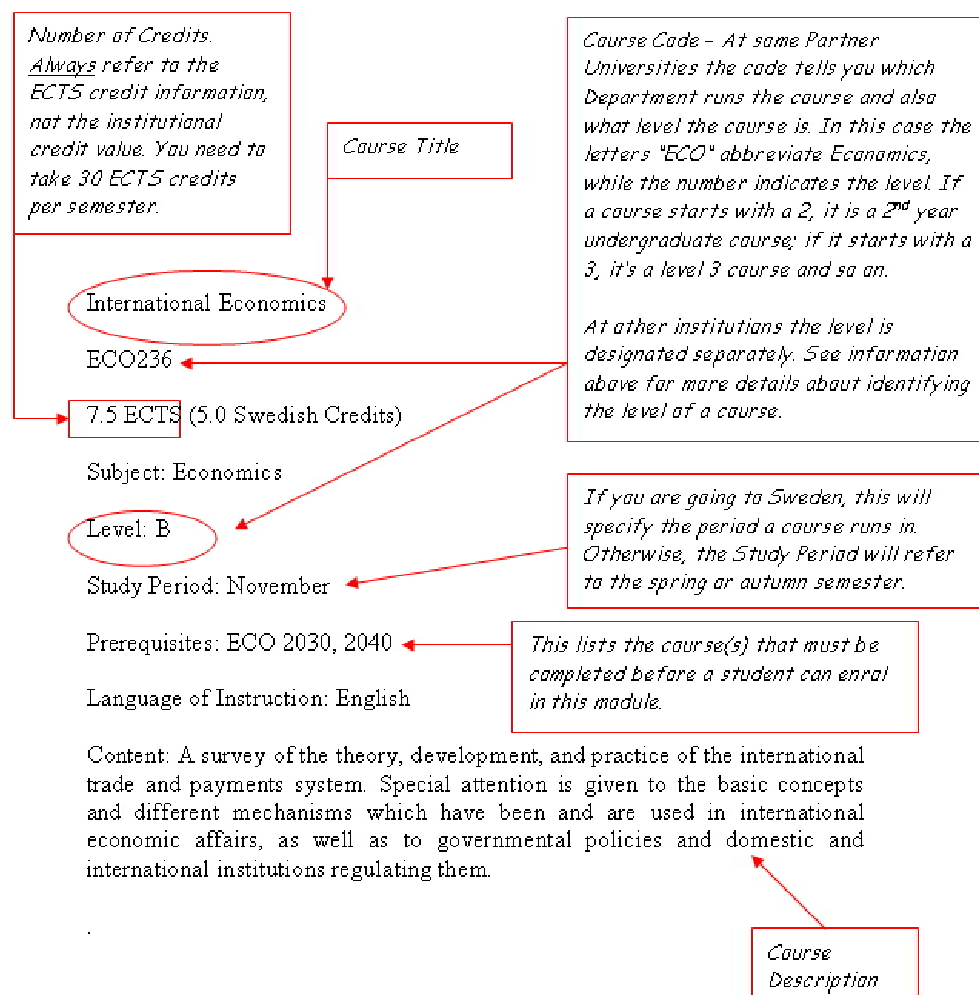 Number of Credits.
Always refer to the
ECTS credit information,
not the institutional
credit value. You need to
take 30 ECTS credits
per semester.
Course Title
Course Code – At some Partner
Universities the code tells you which
Department runs the course and also
what level the course is. In this case the
letters "ECO" abbreviate Economics,
while the number indicates the level. If
a course starts with a 2, it is a 2nd year
undergraduate course; if it starts with a
3, it's a level 3 course and so on.
At other institutions the level is
designated separately. See information
above for more details about identifying
the level of a course.
International Economics
ECO236
7.5 ECTS (5.0 Swedish Credits)
Subject: Economics
Level: B
If you are going to Sweden, this will
specify the period a course runs in.
Otherwise, the Study Period will refer
to the spring or autumn semester.
Study Period: November
Prerequisites: ECO 2030, 2040
This lists the course(s) that must be
completed before a student can enrol
in this module.
Language of Instruction: English
Content: A survey of the theory, development, and practice of the international
trade and payments system. Special attention is given to the basic concepts
and different mechanisms which have been and are used in international
economic affairs, as well as to governmental policies and domestic and
international institutions regulating them.
.
Course
Description